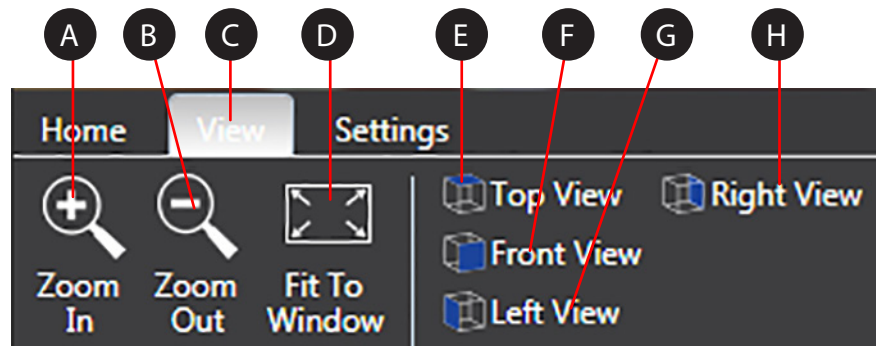 A B C D E F G H
Home View Settings
Top View Right View
Front View
Zoom In
Zoom Out
Fit To Window
Left View